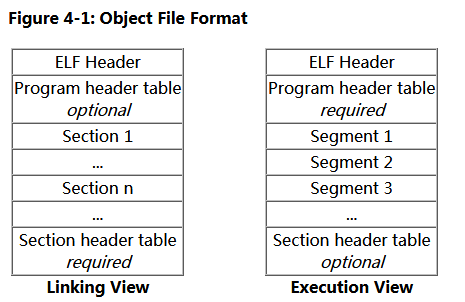 Figure 4-1: Object File Format
ELF Header
Program header table
optional
Section 1
...
Section n
...
Section header table
required
Linking View
ELF Header
Program header table
required
Segment 1
Segment 2
Segment 3
...
Section header table
optional
Execution View